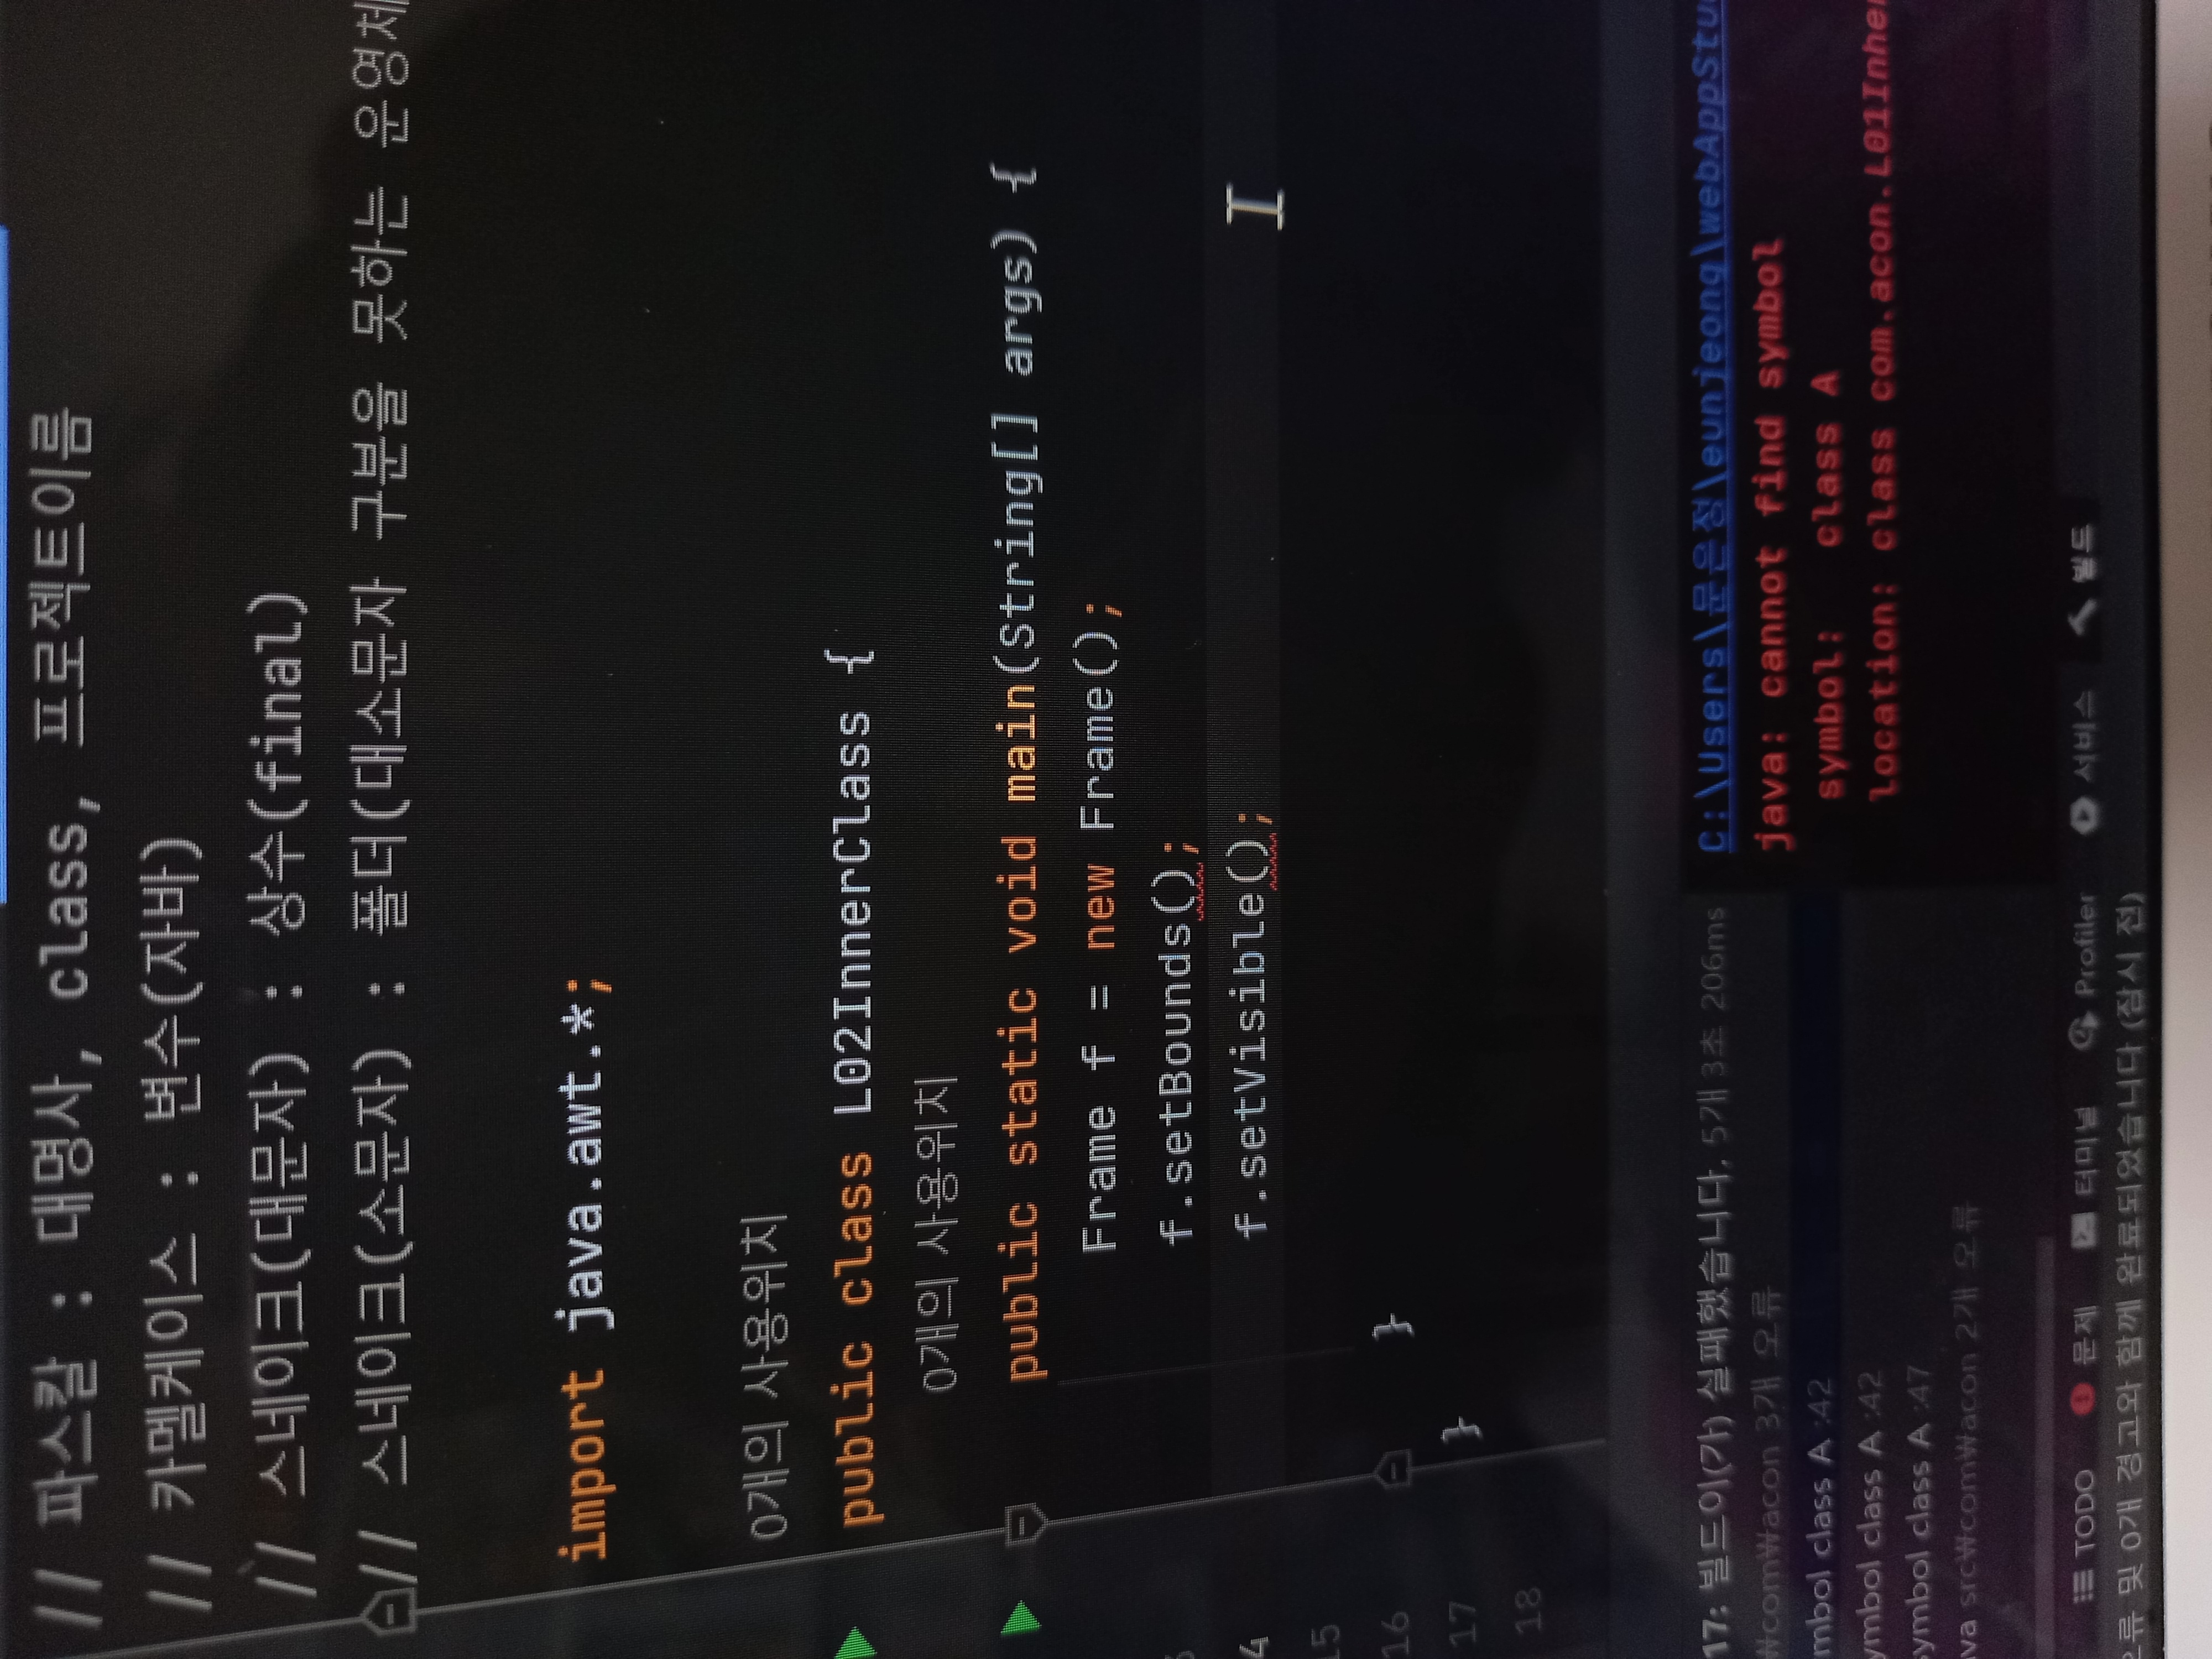 // 파스칼 : 대명사, class, 프로젝트이름
// 카멜케이스 : 변수(자바)
// 스네이크(대문자) : 상수(final)
// 스네이크(소문자) : 폴더(대소문자 구분을 못하는 운영체
import java.awt.*;
0개의 사용위치
public class L02InnerClass {
0개의 사용위치
public static void main(String[] args) {
Frame f = new Frame();
f.setBounds();
4 f.setVisible();
15
16 }
17 }
18
17: 빌드이(가) 실패했습니다. 5개 3초 206ms
₩com₩acon 3개 오류
mbol class A :42
ymbol class A :42
symbol class A :47
va src₩com₩acon 2개 오류
C:\Users\문은정\eunjeong\webAppStu
java: cannot find symbol
symbol: class A
location: class com.acon.L01Inher
TODO 문제 터미널 Profiler 서비스 빌드
오류 및 0개 경고와 함께 완료되었습니다 (잠시 전)